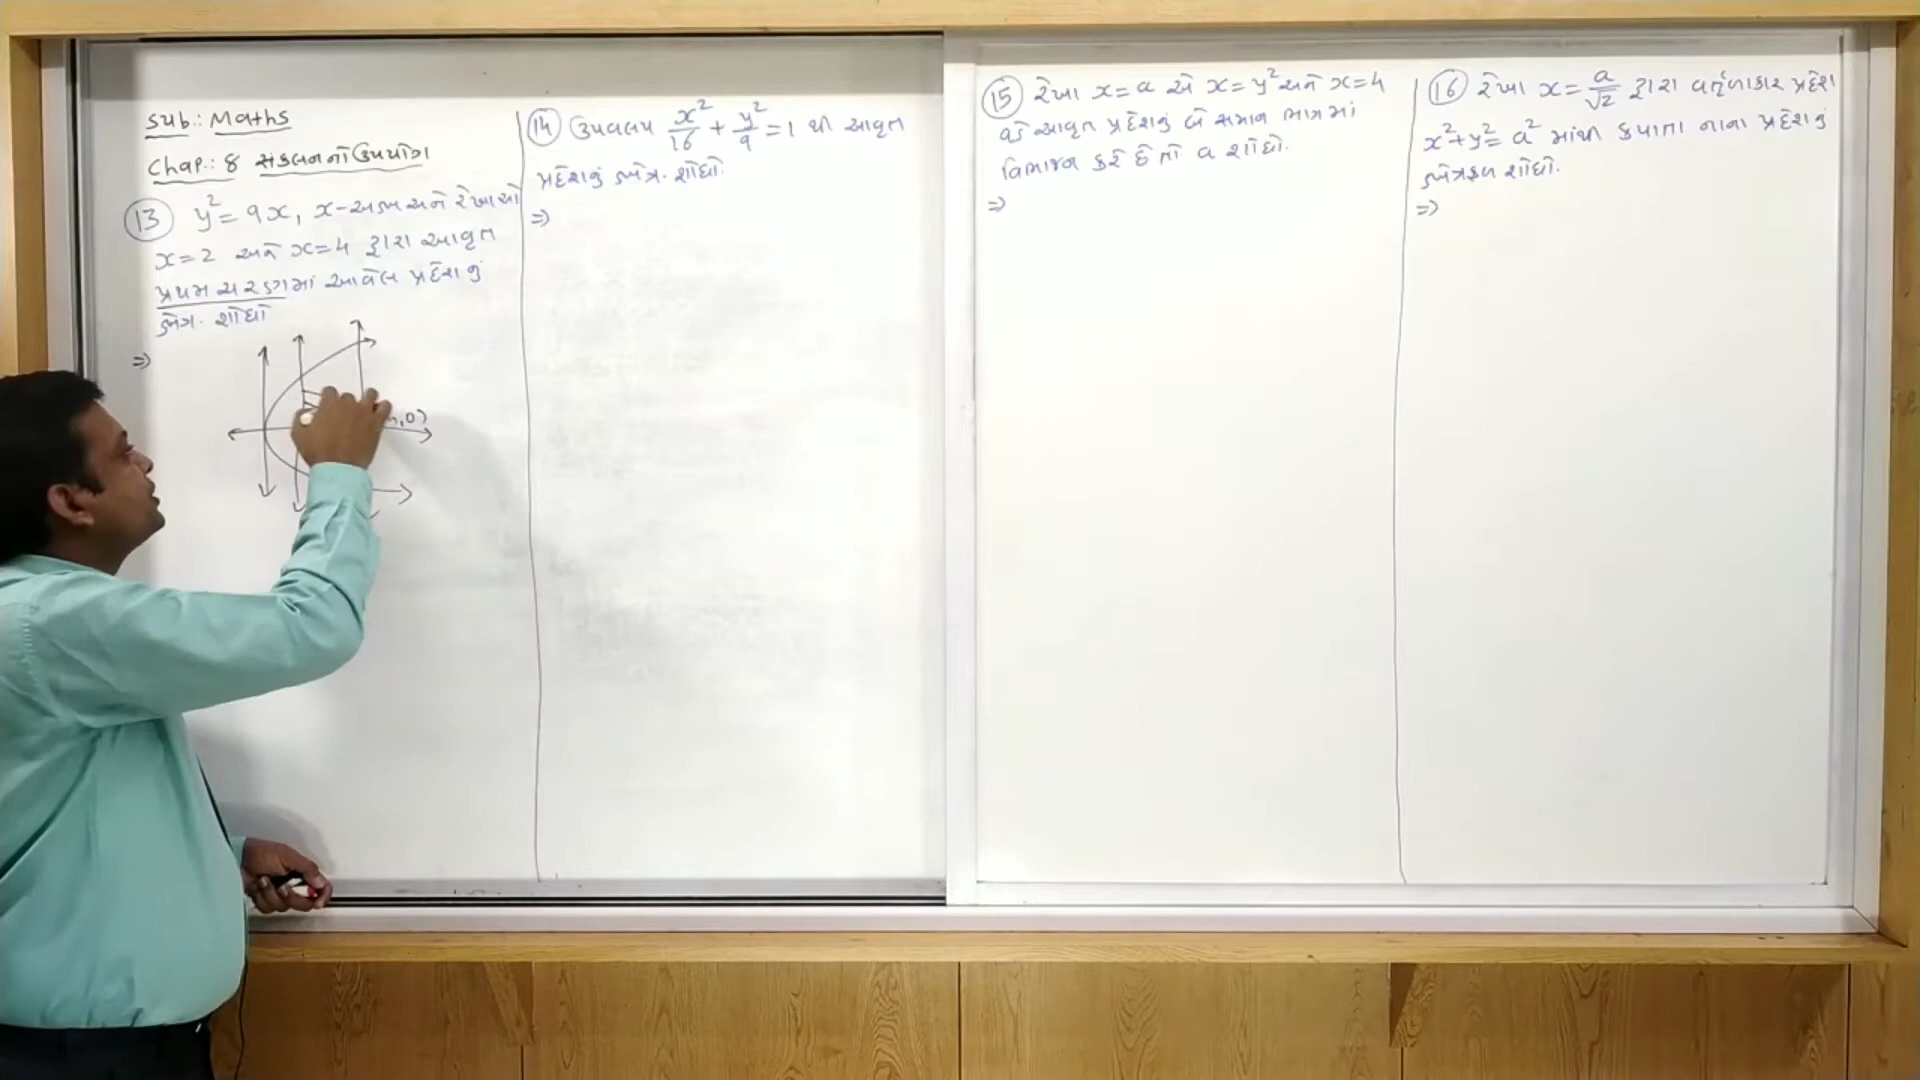 Sub.: Maths
Chap.: 8 સંકલનનો ઉપયોગ
(13) y² = 9x, x-અક્ષ અને રેખાઓ
x=2 અને x=4 દ્વારા આવૃત
પ્રથમ ચરણમાં આવેલ પ્રદેશનું
ક્ષેત્ર. શોધો
⇒
,0)
(14) ઉપવલય x²/16 + y²/9 = 1 થી આવૃત
પ્રદેશનું ક્ષેત્ર. શોધો.
⇒
(15) રેખા x=a એ x=y² અને x=4
વડે આવૃત પ્રદેશનું બે સમાન ભાગમાં
વિભાજન કરે છે તો a શોધો.
⇒
(16) રેખા x = a/√2 દ્વારા વર્તુળાકાર પ્રદેશ
x²+y²=a² માંથી કપાતા નાના પ્રદેશનું
ક્ષેત્રફળ શોધો.
⇒